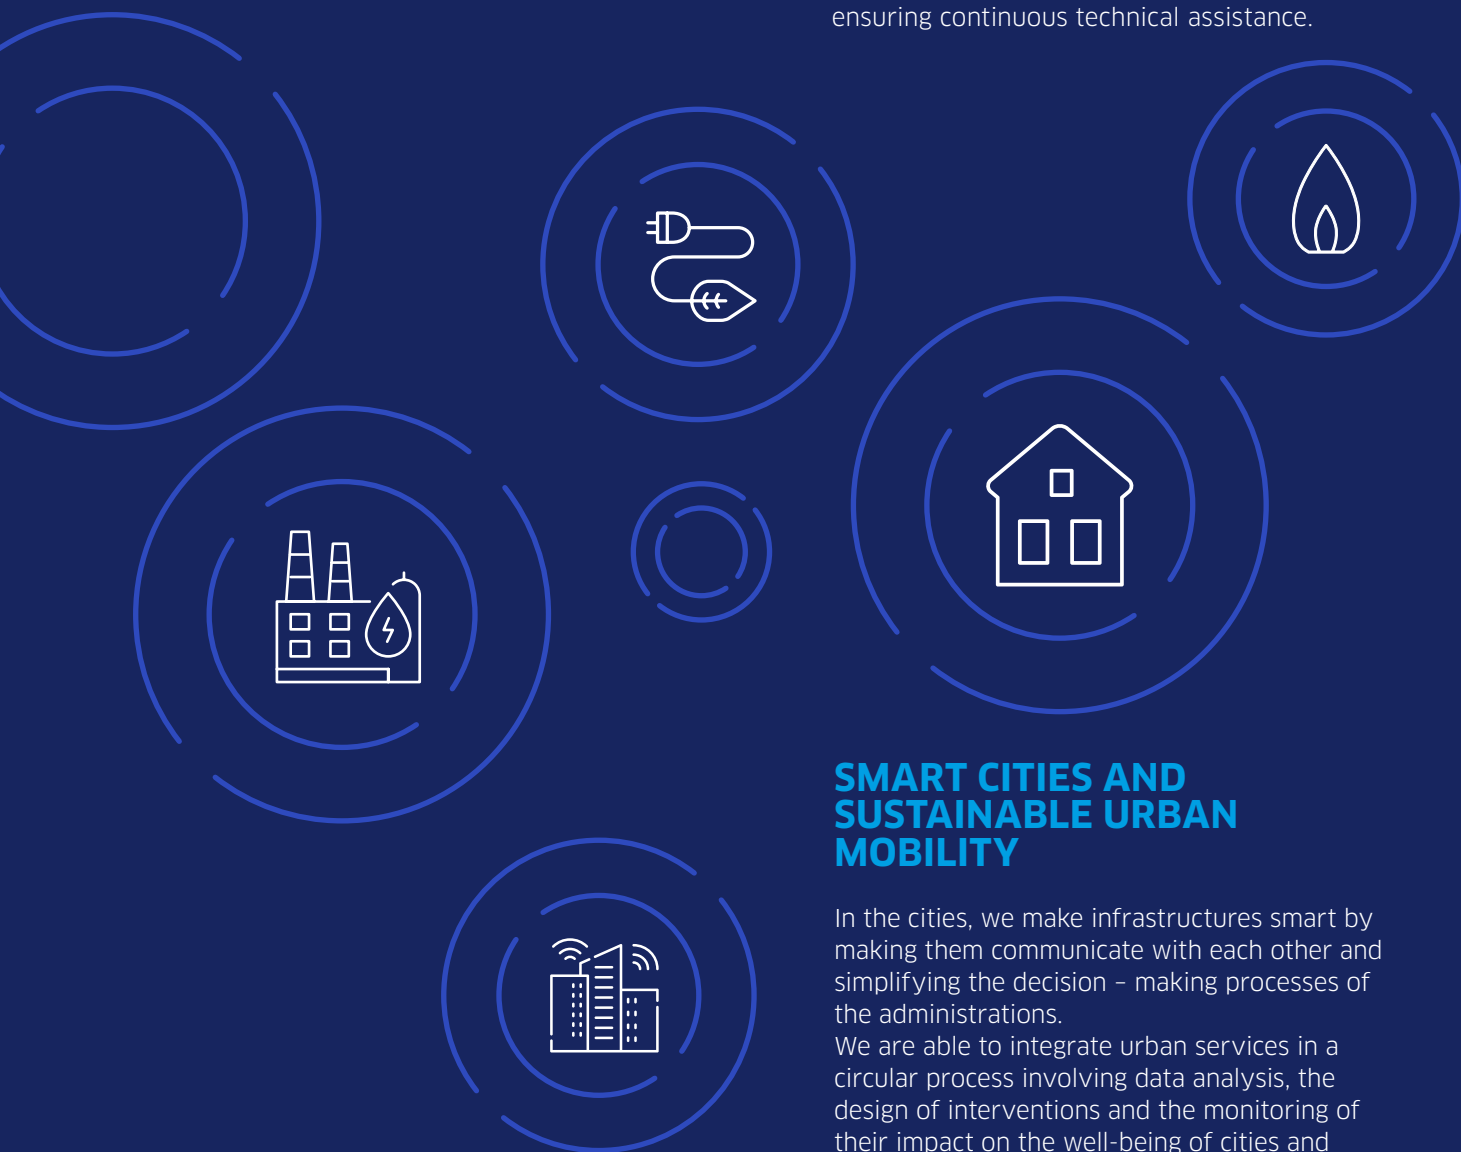 ensuring continuous technical assistance.
SMART CITIES AND
SUSTAINABLE URBAN
MOBILITY
In the cities, we make infrastructures smart by
making them communicate with each other and
simplifying the decision – making processes of
the administrations.
We are able to integrate urban services in a
circular process involving data analysis, the
design of interventions and the monitoring of
their impact on the well-being of cities and